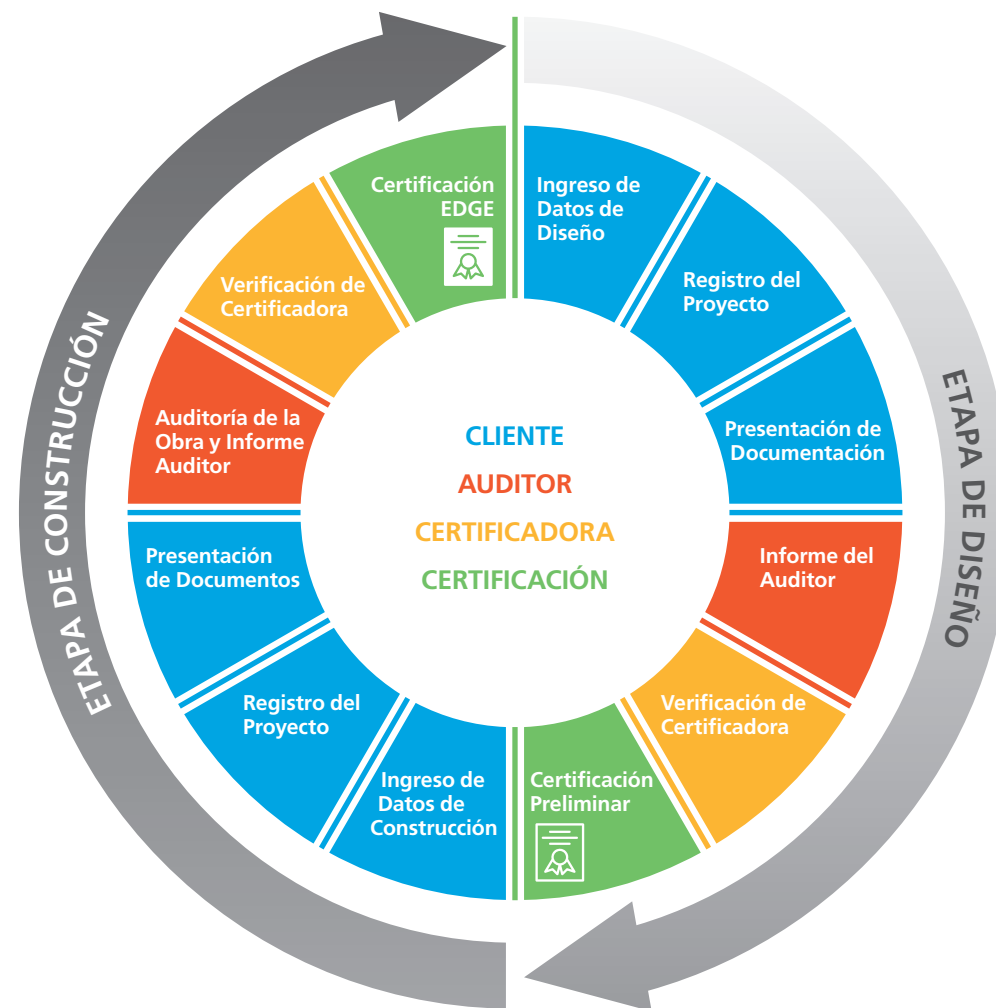 Ingreso de
Datos de
Diseño
Registro del
Proyecto
Presentación de
Documentación
Informe del
Auditor
Verificación de
Certificadora
Certificación
Preliminar
Ingreso de
Datos de
Construcción
Registro del
Proyecto
Presentación
de Documentos
Auditoría de la
Obra y Informe
Auditor
Verificación de
Certificadora
Certificación
EDGE
CLIENTE
AUDITOR
CERTIFICADORA
CERTIFICACIÓN
ETAPA DE DISEÑO
ETAPA DE CONSTRUCCIÓN